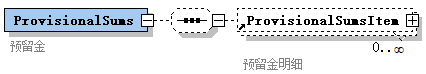 ProvisionalSums
ProvisionalSumsItem
预留金
0..∞
预留金明细